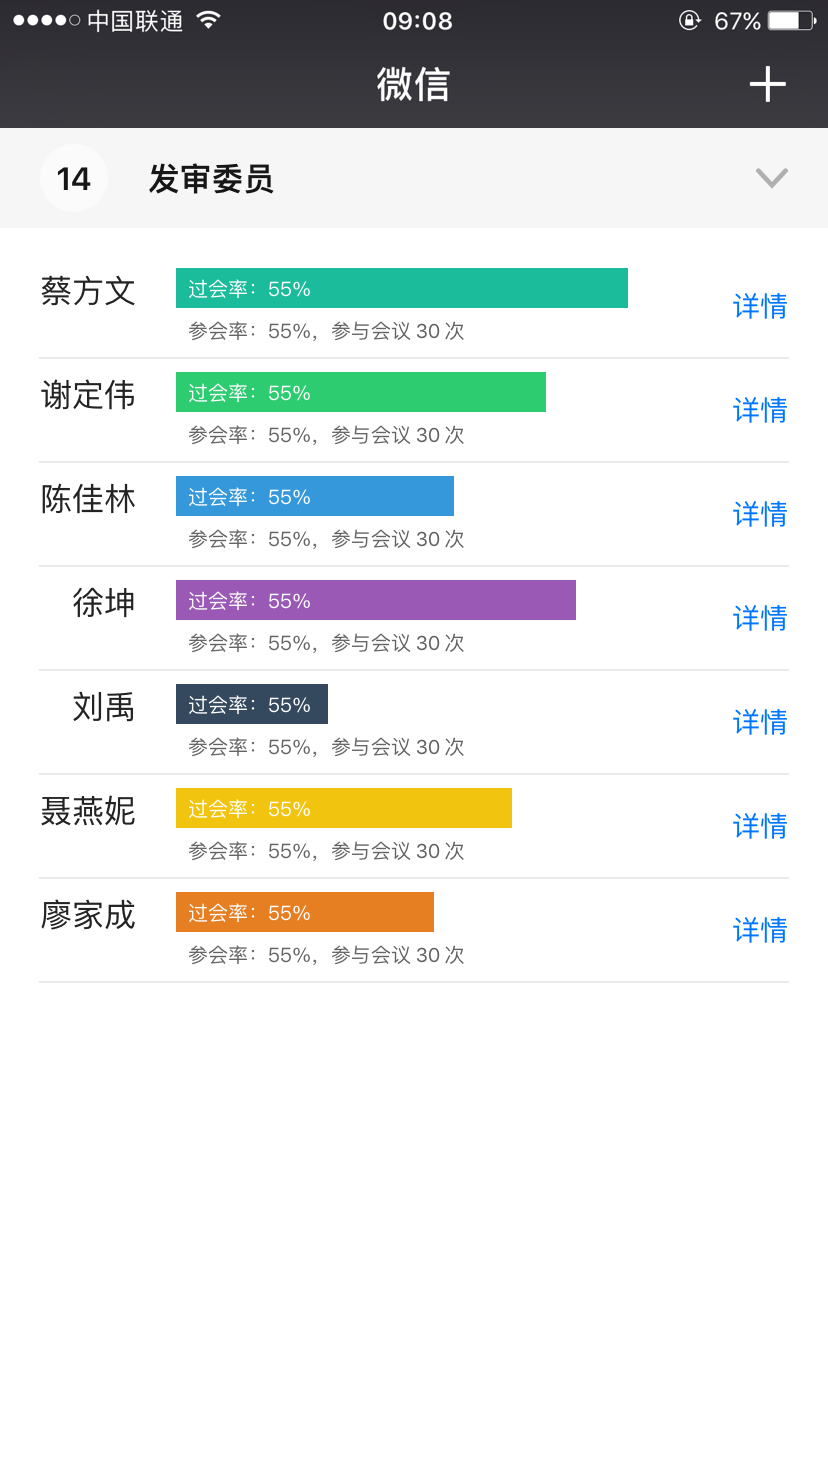 中国联通 09:08 67%
微信
14 发审委员
蔡方文 过会率：55% 详情
参会率：55%，参与会议 30 次
谢定伟 过会率：55% 详情
参会率：55%，参与会议 30 次
陈佳林 过会率：55% 详情
参会率：55%，参与会议 30 次
徐坤 过会率：55% 详情
参会率：55%，参与会议 30 次
刘禹 过会率：55% 详情
参会率：55%，参与会议 30 次
聂燕妮 过会率：55% 详情
参会率：55%，参与会议 30 次
廖家成 过会率：55% 详情
参会率：55%，参与会议 30 次